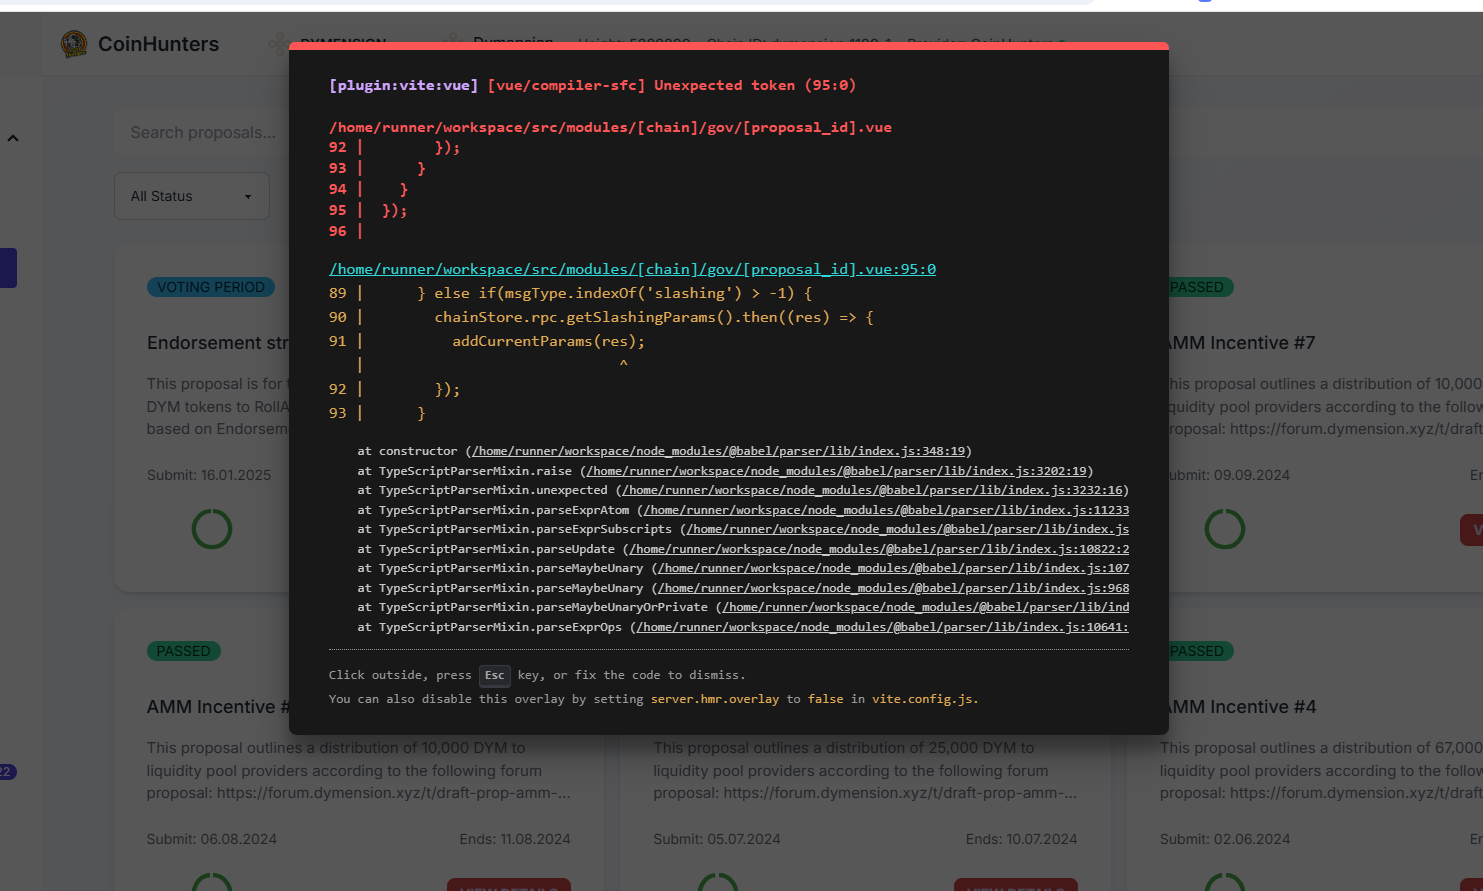 CoinHunters
DYMENSION
Dymension
Search proposals...
All Status
VOTING PERIOD
Endorsement str
This proposal is for
DYM tokens to RollA
based on Endorseme
Submit: 16.01.2025
PASSED
AMM Incentive #7
his proposal outlines a distribution of 10,000
quidity pool providers according to the follow
roposal: https://forum.dymension.xyz/t/draft
ubmit: 09.09.2024
En
V
[plugin:vite:vue] [vue/compiler-sfc] Unexpected token (95:0)
/home/runner/workspace/src/modules/[chain]/gov/[proposal_id].vue
92 | });
93 | }
94 | }
95 | });
96 |
/home/runner/workspace/src/modules/[chain]/gov/[proposal_id].vue:95:0
89 | } else if(msgType.indexOf('slashing') > -1) {
90 | chainStore.rpc.getSlashingParams().then((res) => {
91 | addCurrentParams(res);
| ^
92 | });
93 | }
at constructor (/home/runner/workspace/node_modules/@babel/parser/lib/index.js:348:19)
at TypeScriptParserMixin.raise (/home/runner/workspace/node_modules/@babel/parser/lib/index.js:3202:19)
at TypeScriptParserMixin.unexpected (/home/runner/workspace/node_modules/@babel/parser/lib/index.js:3232:16)
at TypeScriptParserMixin.parseExprAtom (/home/runner/workspace/node_modules/@babel/parser/lib/index.js:11233
at TypeScriptParserMixin.parseExprSubscripts (/home/runner/workspace/node_modules/@babel/parser/lib/index.js
at TypeScriptParserMixin.parseUpdate (/home/runner/workspace/node_modules/@babel/parser/lib/index.js:10822:2
at TypeScriptParserMixin.parseMaybeUnary (/home/runner/workspace/node_modules/@babel/parser/lib/index.js:107
at TypeScriptParserMixin.parseMaybeUnary (/home/runner/workspace/node_modules/@babel/parser/lib/index.js:968
at TypeScriptParserMixin.parseMaybeUnaryOrPrivate (/home/runner/workspace/node_modules/@babel/parser/lib/ind
at TypeScriptParserMixin.parseExprOps (/home/runner/workspace/node_modules/@babel/parser/lib/index.js:10641:
Click outside, press Esc key, or fix the code to dismiss.
You can also disable this overlay by setting server.hmr.overlay to false in vite.config.js.
PASSED
AMM Incentive #
This proposal outlines a distribution of 10,000 DYM to
liquidity pool providers according to the following forum
proposal: https://forum.dymension.xyz/t/draft-prop-amm-...
Submit: 06.08.2024
Ends: 11.08.2024
This proposal outlines a distribution of 25,000 DYM to
liquidity pool providers according to the following forum
proposal: https://forum.dymension.xyz/t/draft-prop-amm-...
Submit: 05.07.2024
Ends: 10.07.2024
PASSED
AMM Incentive #4
This proposal outlines a distribution of 67,000
liquidity pool providers according to the follow
proposal: https://forum.dymension.xyz/t/draft
Submit: 02.06.2024
En
22
VIEW DETAILS
VIEW DETAILS